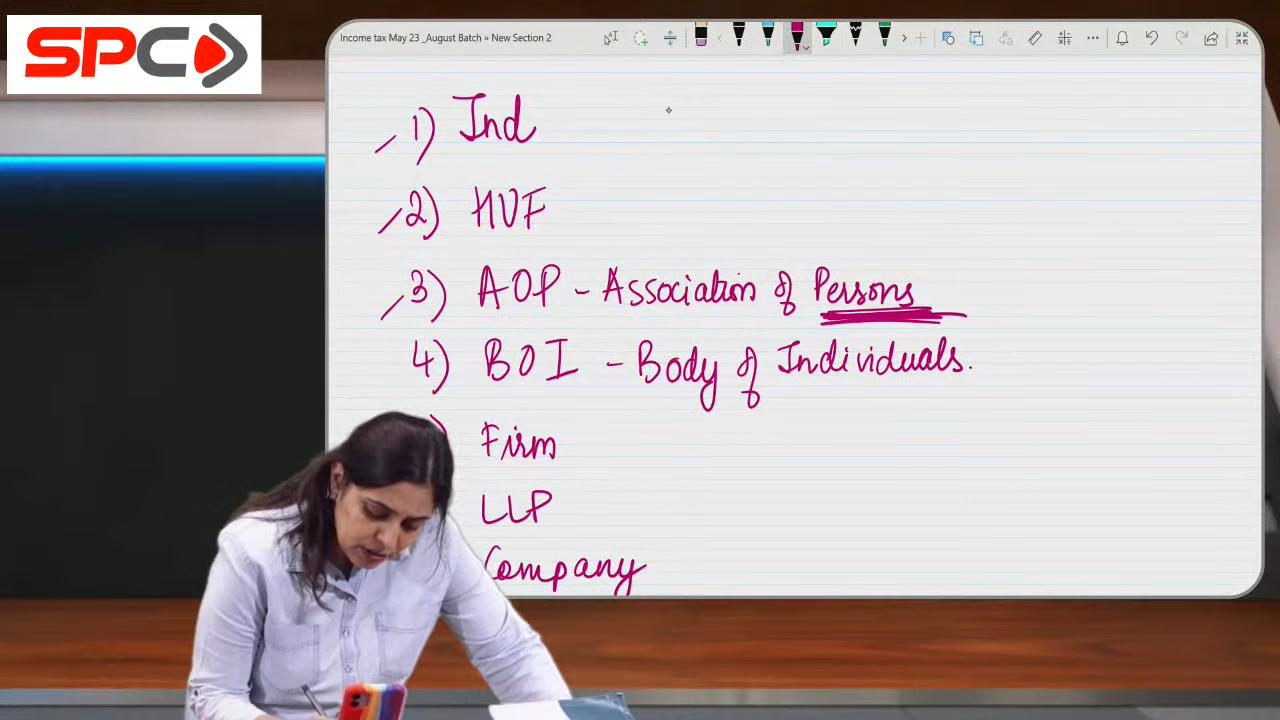 SPC
Income tax May 23 _August Batch » New Section 2
1) Ind
2) HUF
3) AOP - Association of Persons
4) BOI - Body of Individuals.
) Firm
LLP
Company